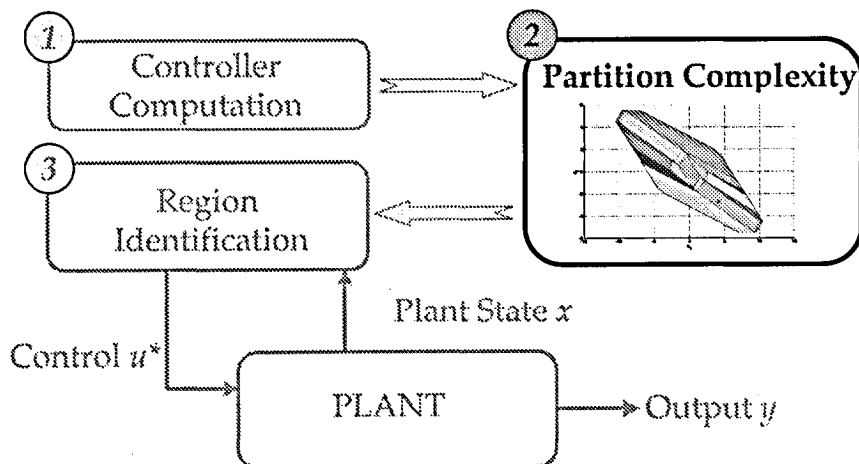 1
Controller
Computation
2
Partition Complexity
3
Region
Identification
Plant State x
Control u*
PLANT
Output y